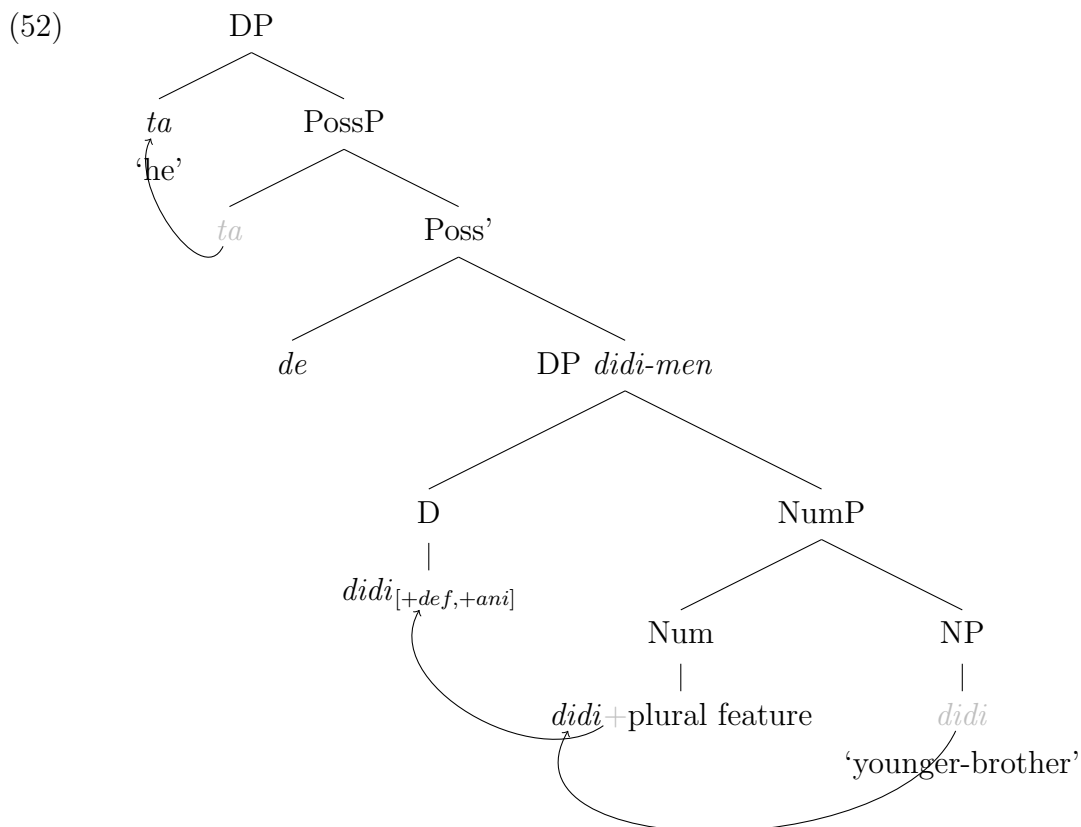 (52) DP
ta PossP
‘he’
ta Poss’
de DP didi-men
D NumP
didi[+def,+ani]
Num NP
didi+plural feature didi
‘younger-brother’